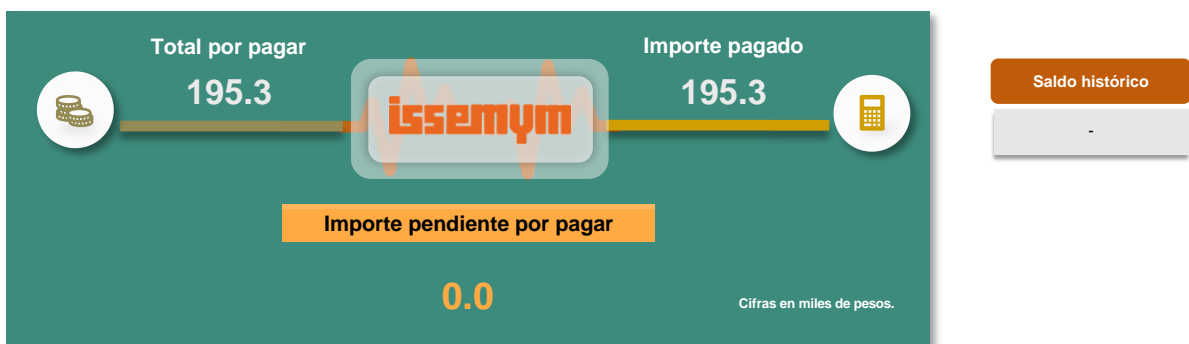 Total por pagar
195.3
issemym
Importe pagado
195.3
Importe pendiente por pagar
0.0
Cifras en miles de pesos.
Saldo histórico
-